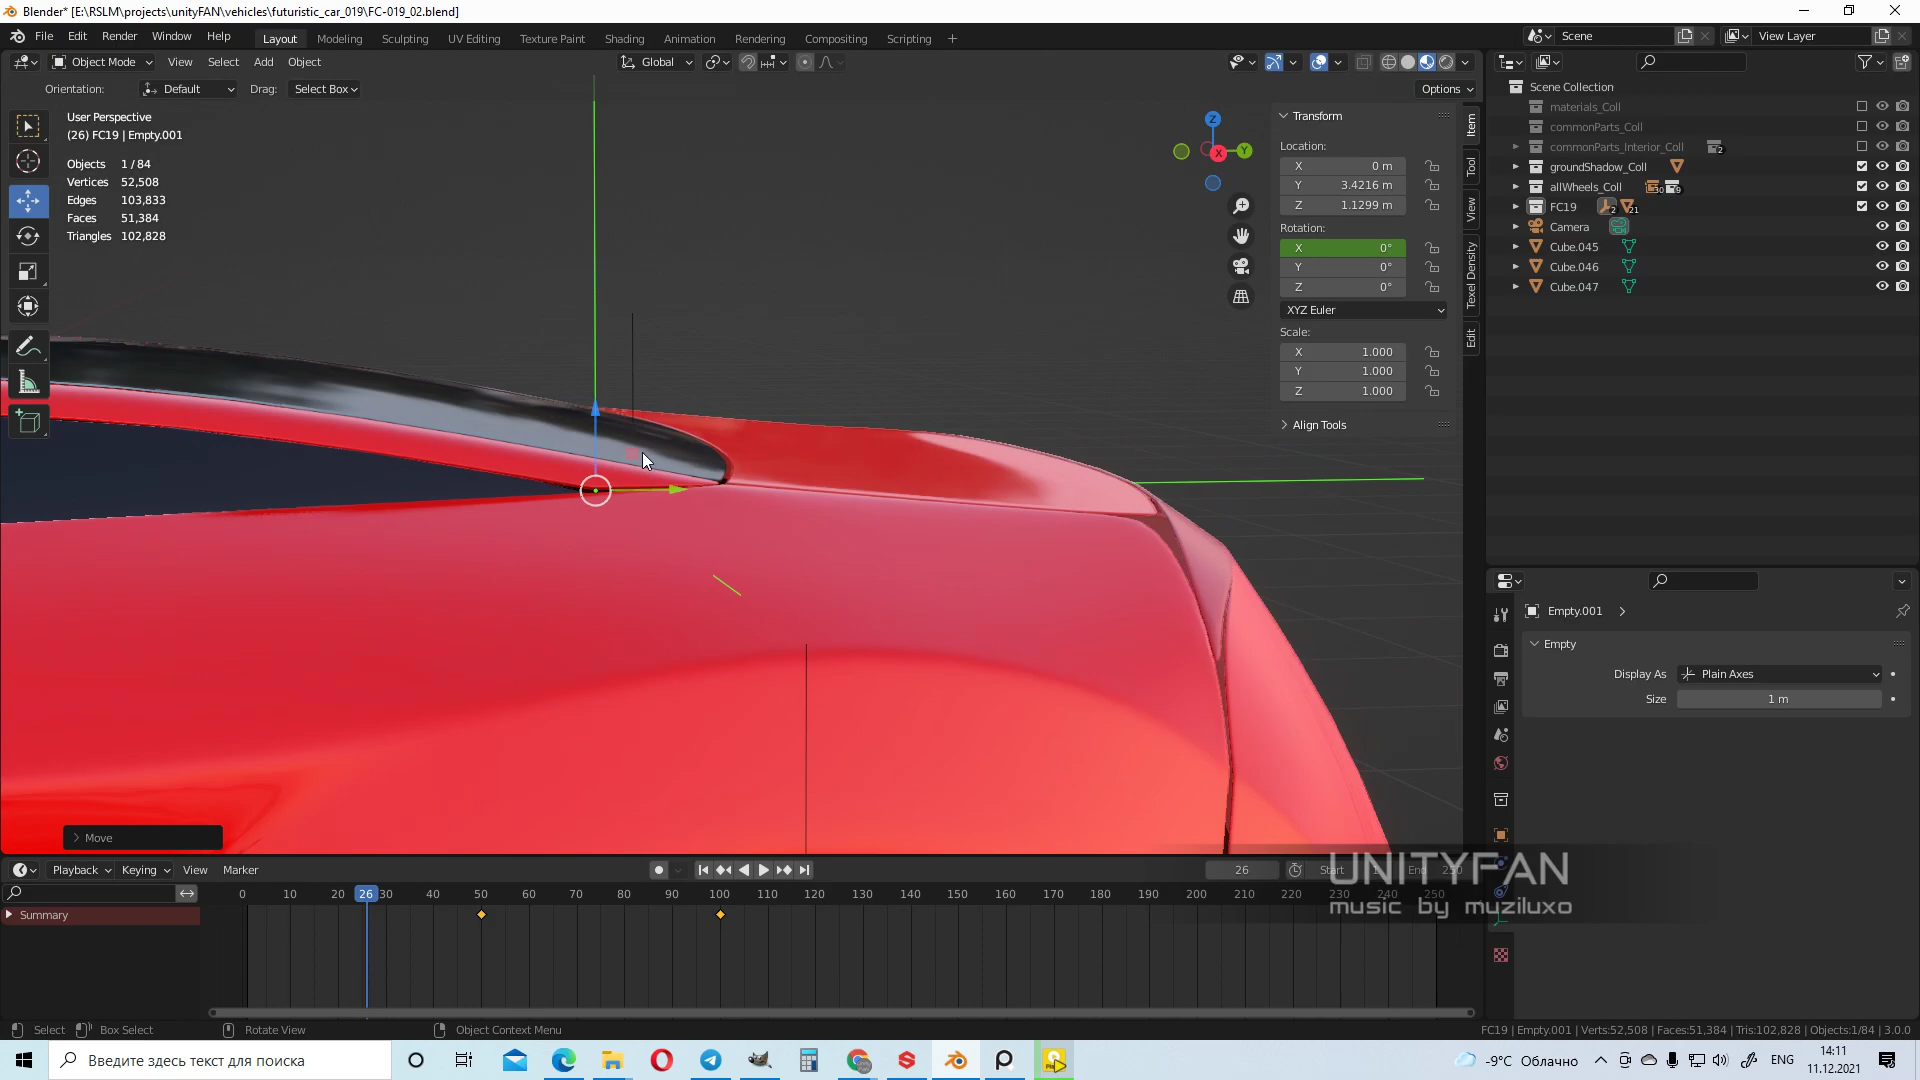 Blender* [E:\RSLM\projects\unityFAN\vehicles\futuristic_car_019\FC-019_02.blend]
File Edit Render Window Help
Layout Modeling Sculpting UV Editing Texture Paint Shading Animation Rendering Compositing Scripting
Scene
View Layer
Object Mode View Select Add Object
Global
Orientation: Default Drag: Select Box
Options
User Perspective
(26) FC19 | Empty.001
Objects 1 / 84
Vertices 52,508
Edges 103,833
Faces 51,384
Triangles 102,828
Z
X
Y
Transform
Location:
X 0 m
Y 3.4216 m
Z 1.1299 m
Rotation:
X 0°
Y 0°
Z 0°
XYZ Euler
Scale:
X 1.000
Y 1.000
Z 1.000
Align Tools
Item
Tool
View
Texel Density
Edit
Scene Collection
materials_Coll
commonParts_Coll
commonParts_Interior_Coll 2
groundShadow_Coll
allWheels_Coll 30 9
FC19 2 21
Camera
Cube.045
Cube.046
Cube.047
Empty.001
Empty
Display As Plain Axes
Size 1 m
Move
Playback Keying View Marker
26
Start 1 End 250
UNITYFAN
music by muziluxo
0 10 20 26 30 40 50 60 70 80 90 100 110 120 130 140 150 160 170 180 190 200 210 220 230 240 250
Summary
Select Box Select Rotate View Object Context Menu
FC19 | Empty.001 | Verts:52,508 | Faces:51,384 | Tris:102,828 | Objects:1/84 | 3.0.0
Введите здесь текст для поиска
-9°C Облачно
ENG
14:11
11.12.2021